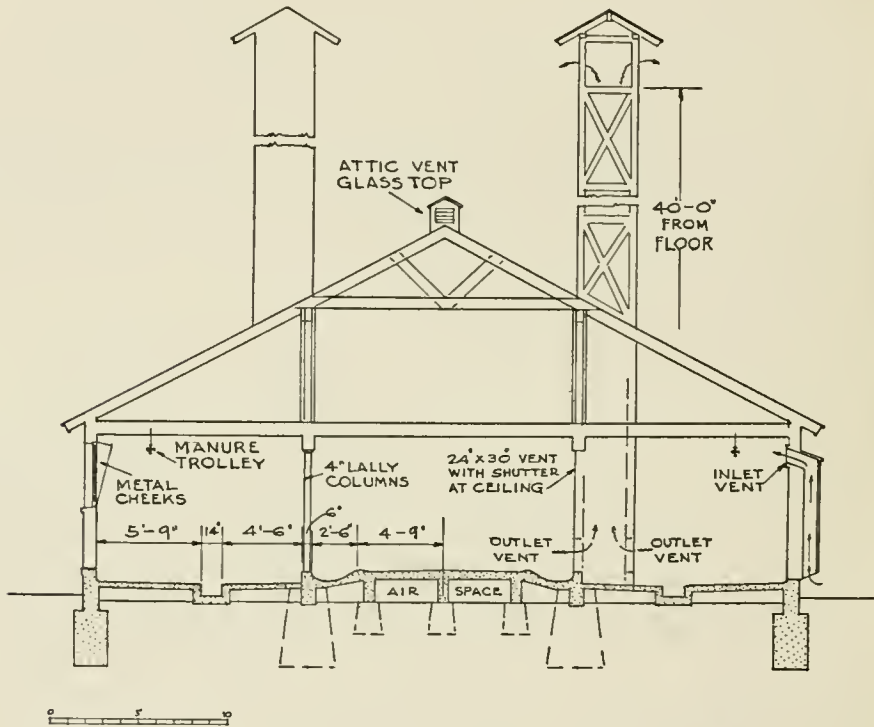 ATTIC VENT
GLASS TOP
40'-0"
FROM
FLOOR
MANURE
TROLLEY
METAL
CHEEKS
4" LALLY
COLUMNS
24" X 30" VENT
WITH SHUTTER
AT CEILING
INLET
VENT
5'-9"
14"
4'-6"
6"
2'-6"
4-9"
OUTLET
VENT
OUTLET
VENT
AIR
SPACE
0 5 10